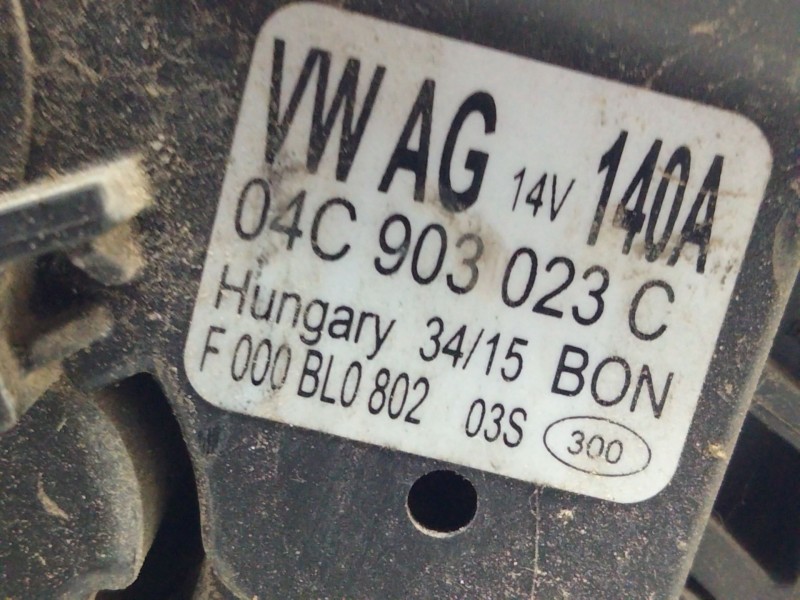 VW AG 14V 140A
04C 903 023 C
Hungary 34/15 BON
F 000 BL0 802 03S 300